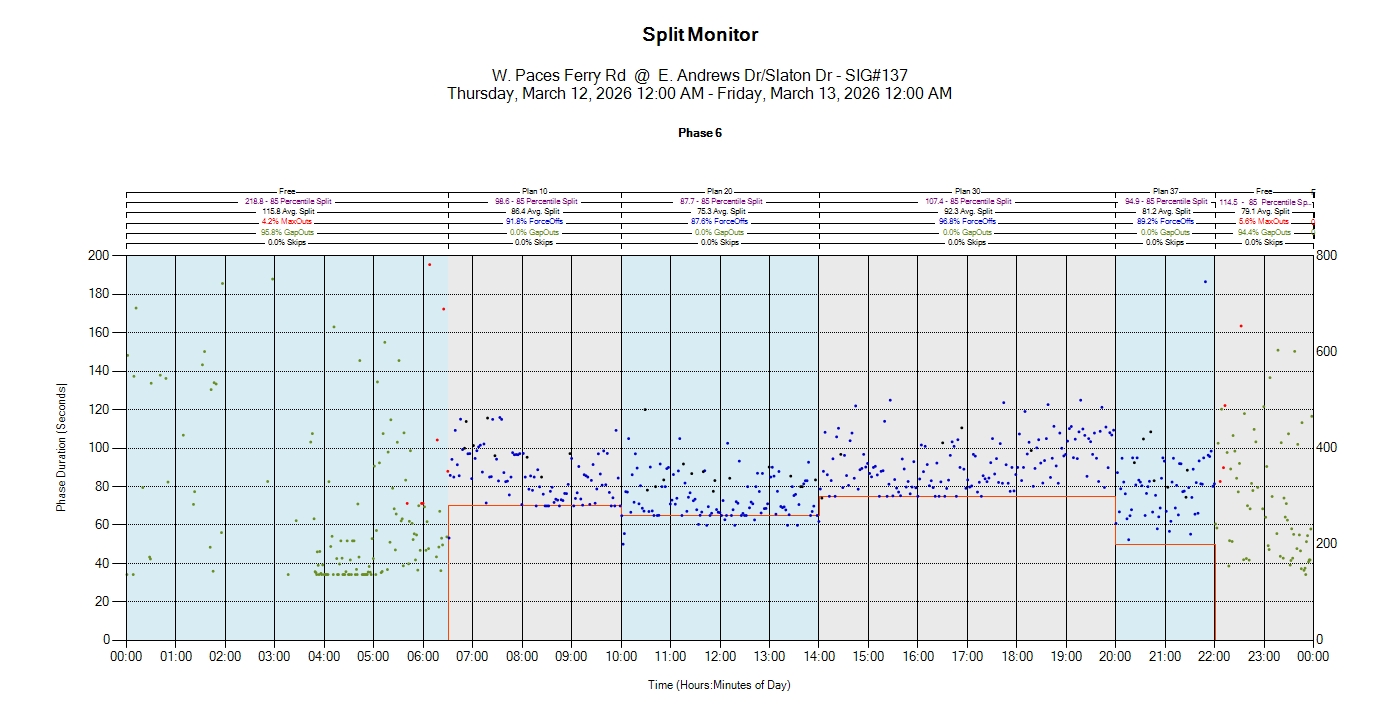 Split Monitor
W. Paces Ferry Rd @ E. Andrews Dr/Slaton Dr - SIG#137
Thursday, March 12, 2026 12:00 AM - Friday, March 13, 2026 12:00 AM
Phase 6
Free Plan 10 Plan 20 Plan 30 Plan 37 Free F
218.8 - 85 Percentile Split 98.6 - 85 Percentile Split 87.7 - 85 Percentile Split 107.4 - 85 Percentile Split 94.9 - 85 Percentile Split 114.5 - 85 Percentile Sp...
115.8 Avg. Split 86.4 Avg. Split 75.3 Avg. Split 92.3 Avg. Split 81.2 Avg. Split 79.1 Avg. Split
4.2% MaxOuts 91.8% ForceOffs 87.6% ForceOffs 96.8% ForceOffs 89.2% ForceOffs 5.6% MaxOuts
95.8% GapOuts 0.0% GapOuts 0.0% GapOuts 0.0% GapOuts 0.0% GapOuts 94.4% GapOuts
0.0% Skips 0.0% Skips 0.0% Skips 0.0% Skips 0.0% Skips 0.0% Skips
200 800
180
160
140 600
120
100 400
80
60
40 200
20
0 0
Phase Duration (Seconds)
00:00 01:00 02:00 03:00 04:00 05:00 06:00 07:00 08:00 09:00 10:00 11:00 12:00 13:00 14:00 15:00 16:00 17:00 18:00 19:00 20:00 21:00 22:00 23:00 00:00
Time (Hours:Minutes of Day)